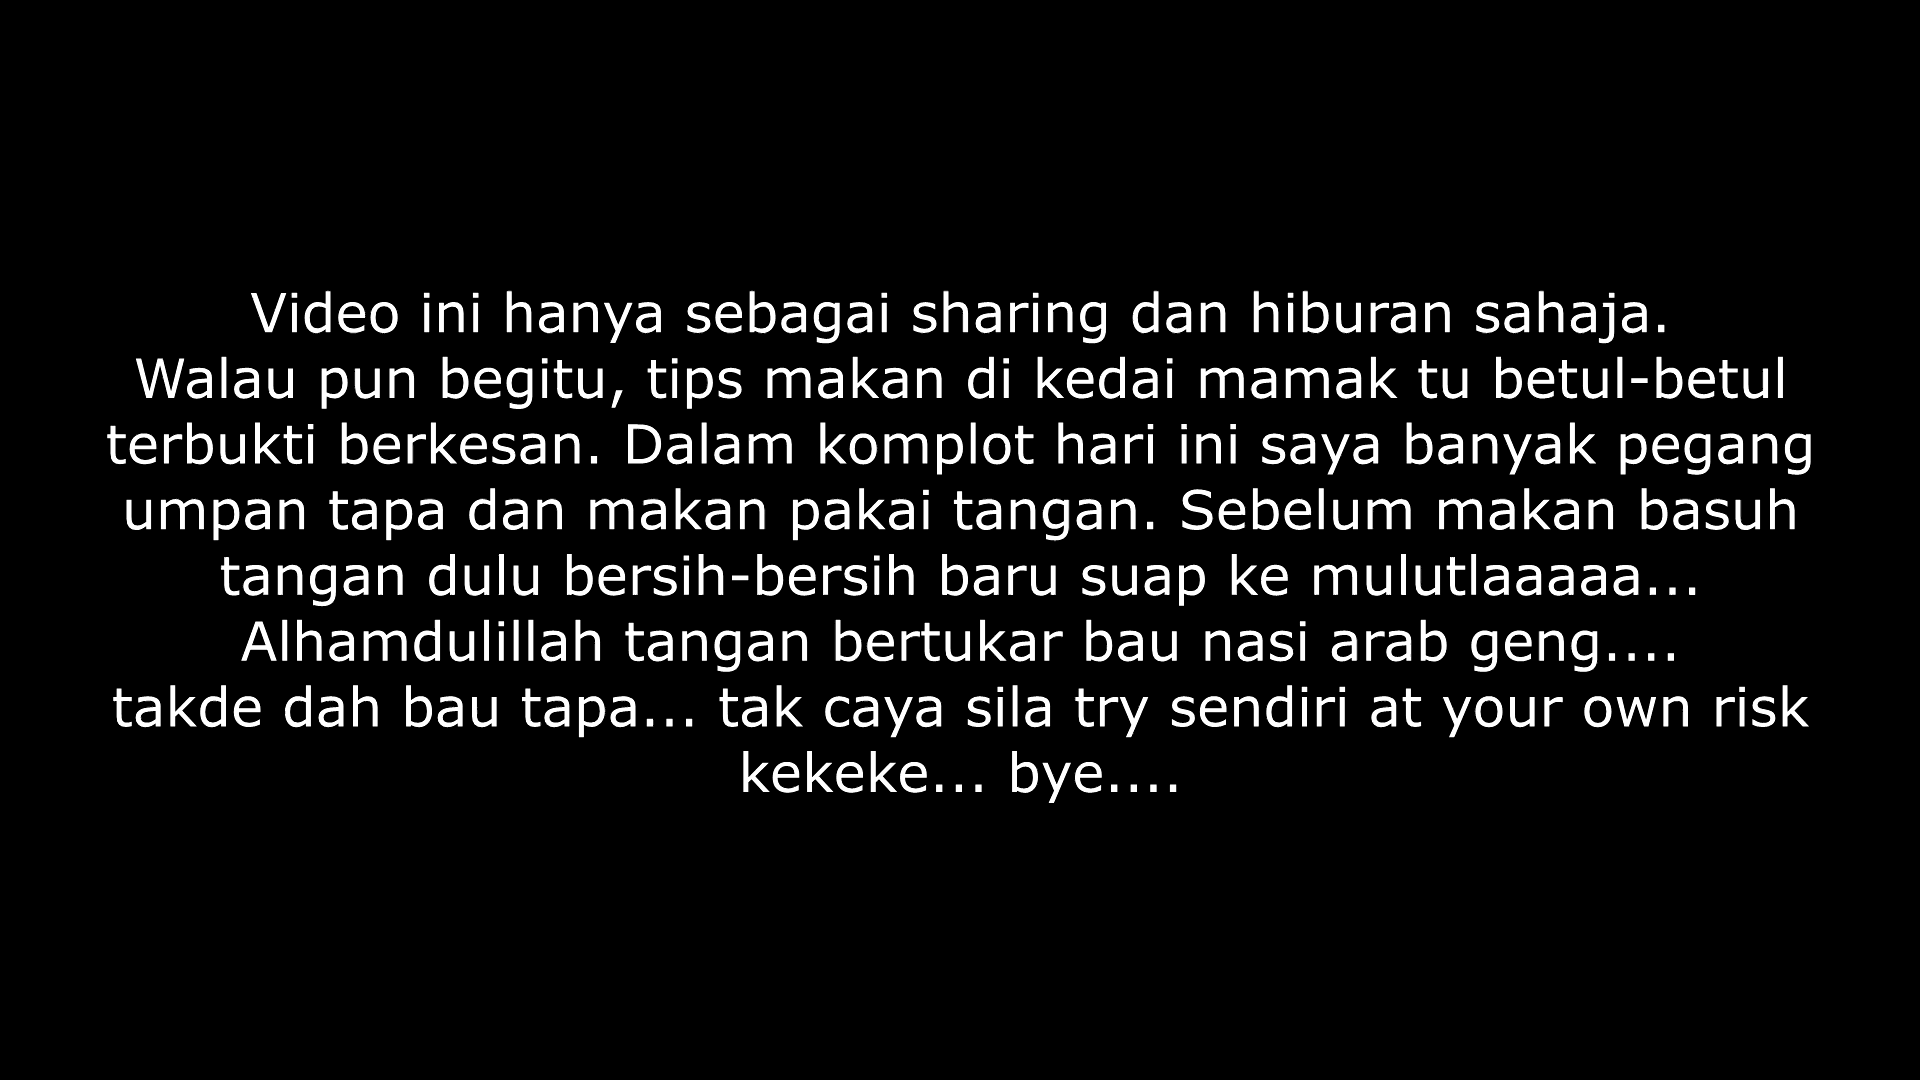 Video ini hanya sebagai sharing dan hiburan sahaja.
Walau pun begitu, tips makan di kedai mamak tu betul-betul
terbukti berkesan. Dalam komplot hari ini saya banyak pegang
umpan tapa dan makan pakai tangan. Sebelum makan basuh
tangan dulu bersih-bersih baru suap ke mulutlaaaaa...
Alhamdulillah tangan bertukar bau nasi arab geng....
takde dah bau tapa... tak caya sila try sendiri at your own risk
kekeke... bye....